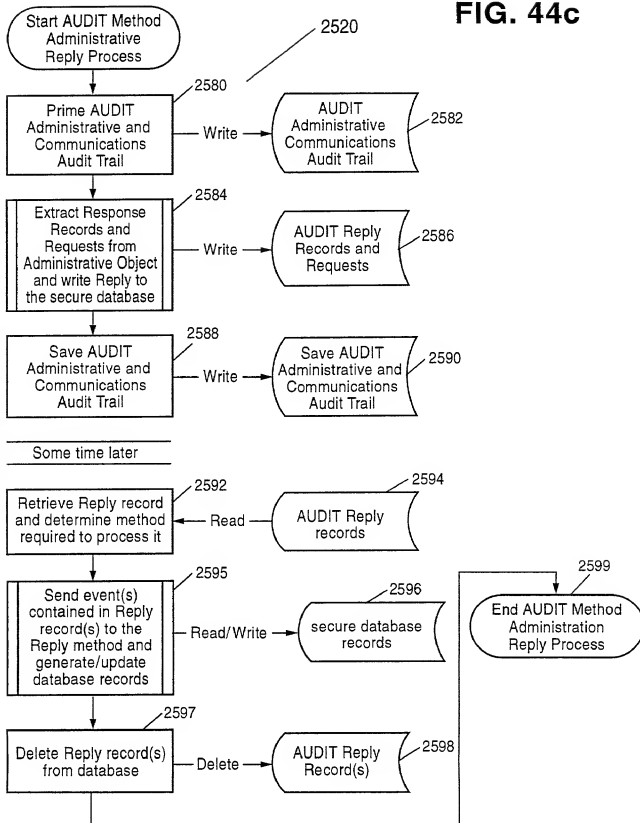 FIG. 44c
Start AUDIT Method
Administrative
Reply Process
2520
2580
Prime AUDIT
Administrative and
Communications
Audit Trail
Write
AUDIT
Administrative
Communications
Audit Trail
2582
2584
Extract Response
Records and
Requests from
Administrative Object
and write Reply to
the secure database
Write
AUDIT Reply
Records and
Requests
2586
2588
Save AUDIT
Administrative and
Communications
Audit Trail
Write
Save AUDIT
Administrative and
Communications
Audit Trail
2590
Some time later
2592
Retrieve Reply record
and determine method
required to process it
Read
AUDIT Reply
records
2594
2595
Send event(s)
contained in Reply
record(s) to the
Reply method and
generate/update
database records
Read/Write
secure database
records
2596
2597
Delete Reply record(s)
from database
Delete
AUDIT Reply
Record(s)
2598
2599
End AUDIT Method
Administration
Reply Process